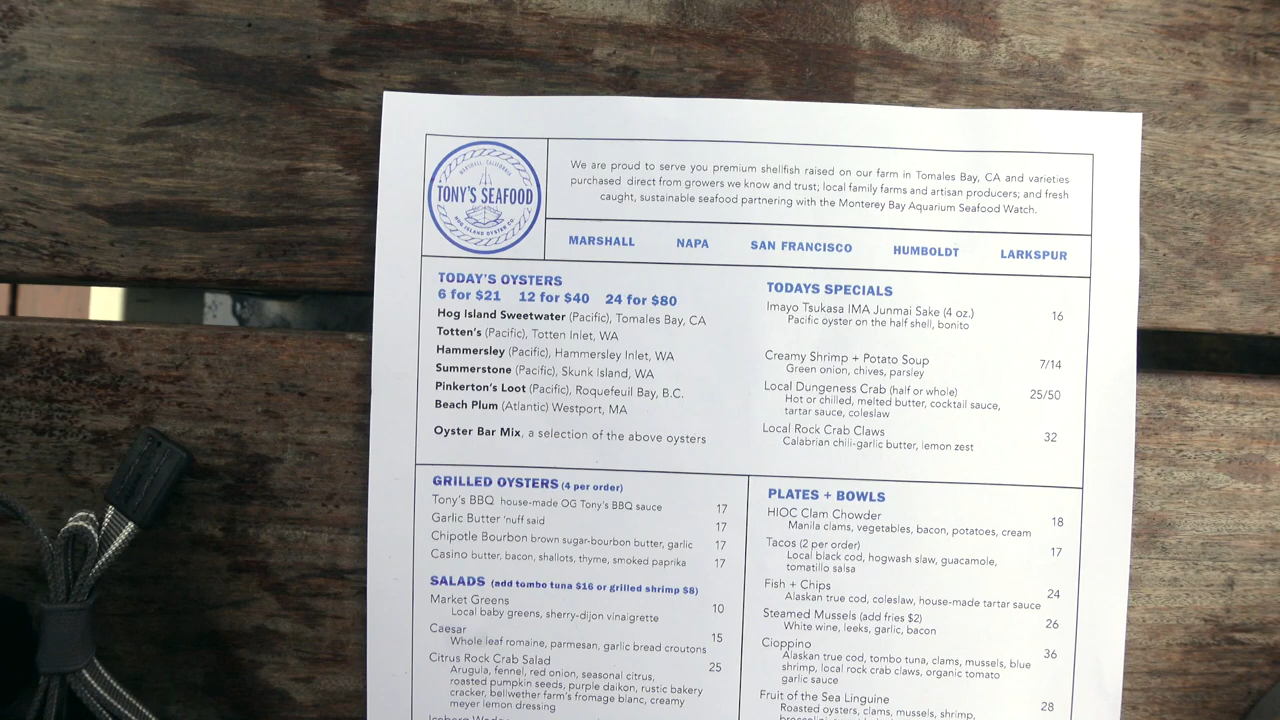 MARSHALL, CALIFORNIA
TONY'S SEAFOOD
HOG ISLAND OYSTER CO.
We are proud to serve you premium shellfish raised on our farm in Tomales Bay, CA and varieties
purchased direct from growers we know and trust; local family farms and artisan producers; and fresh
caught, sustainable seafood partnering with the Monterey Bay Aquarium Seafood Watch.
MARSHALL NAPA SAN FRANCISCO HUMBOLDT LARKSPUR
TODAY'S OYSTERS
6 for $21 12 for $40 24 for $80
Hog Island Sweetwater (Pacific), Tomales Bay, CA
Totten's (Pacific), Totten Inlet, WA
Hammersley (Pacific), Hammersley Inlet, WA
Summerstone (Pacific), Skunk Island, WA
Pinkerton's Loot (Pacific), Roquefeuil Bay, B.C.
Beach Plum (Atlantic) Westport, MA
Oyster Bar Mix, a selection of the above oysters
TODAYS SPECIALS
Imayo Tsukasa IMA Junmai Sake (4 oz.) 16
Pacific oyster on the half shell, bonito
Creamy Shrimp + Potato Soup 7/14
Green onion, chives, parsley
Local Dungeness Crab (half or whole) 25/50
Hot or chilled, melted butter, cocktail sauce,
tartar sauce, coleslaw
Local Rock Crab Claws 32
Calabrian chili-garlic butter, lemon zest
GRILLED OYSTERS (4 per order)
Tony's BBQ house-made OG Tony's BBQ sauce 17
Garlic Butter 'nuff said 17
Chipotle Bourbon brown sugar-bourbon butter, garlic 17
Casino butter, bacon, shallots, thyme, smoked paprika 17
SALADS (add tombo tuna $16 or grilled shrimp $8)
Market Greens 10
Local baby greens, sherry-dijon vinaigrette
Caesar 15
Whole leaf romaine, parmesan, garlic bread croutons
Citrus Rock Crab Salad 25
Arugula, fennel, red onion, seasonal citrus,
roasted pumpkin seeds, purple daikon, rustic bakery
cracker, bellwether farm's fromage blanc, creamy
meyer lemon dressing
PLATES + BOWLS
HIOC Clam Chowder 18
Manila clams, vegetables, bacon, potatoes, cream
Tacos (2 per order) 17
Local black cod, hogwash slaw, guacamole,
tomatillo salsa
Fish + Chips 24
Alaskan true cod, coleslaw, house-made tartar sauce
Steamed Mussels (add fries $2) 26
White wine, leeks, garlic, bacon
Cioppino 36
Alaskan true cod, tombo tuna, clams, mussels, blue
shrimp, local rock crab claws, organic tomato
garlic sauce
Fruit of the Sea Linguine 28
Roasted oysters, clams, mussels, shrimp,